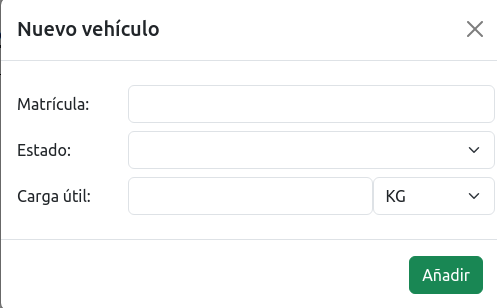 Nuevo vehículo
Matrícula:
Estado:
Carga útil: KG
Añadir